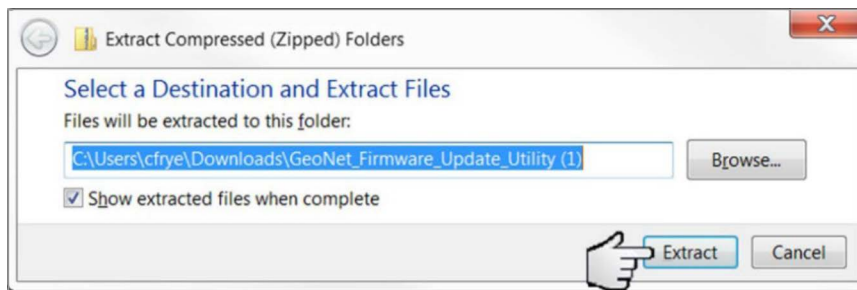 Extract Compressed (Zipped) Folders
X
Select a Destination and Extract Files
Files will be extracted to this folder:
C:\Users\cfrye\Downloads\GeoNet_Firmware_Update_Utility (1)
Browse...
Show extracted files when complete
Extract
Cancel